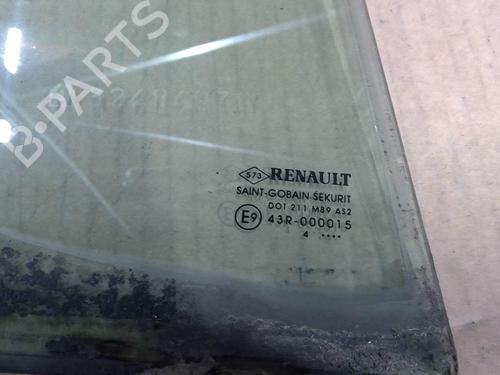 B-PARTS
573 RENAULT
SAINT-GOBAIN SEKURIT
DOT 211 M89 AS2
E9 43R-000015
4 ••••